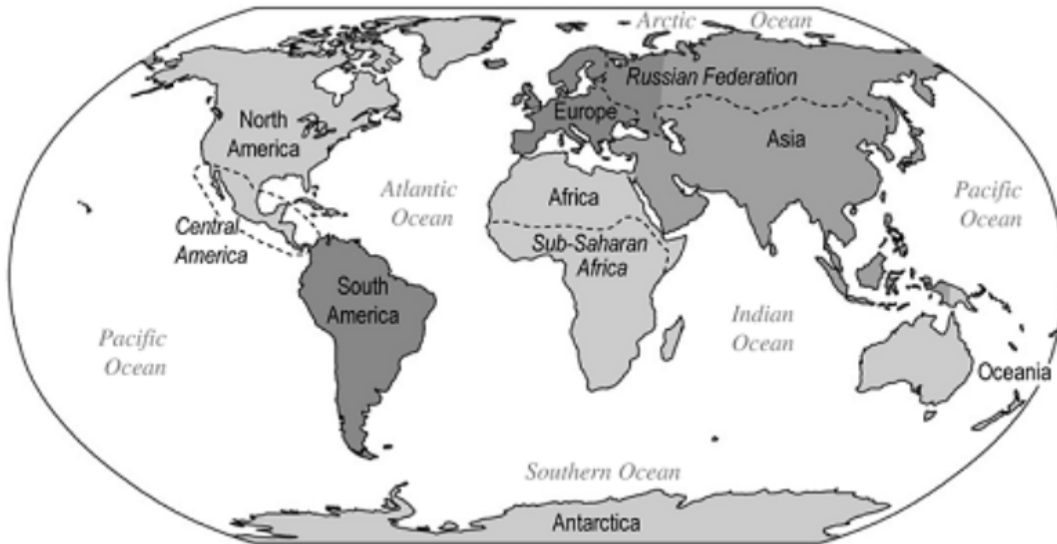 Arctic Ocean
Russian Federation
Europe
North
America
Asia
Atlantic
Ocean
Africa
Pacific
Ocean
Central
America
Sub-Saharan
Africa
South
America
Indian
Ocean
Pacific
Ocean
Oceania
Southern Ocean
Antarctica